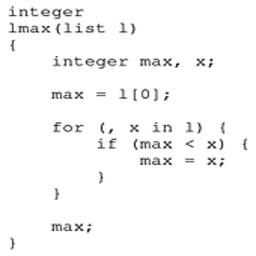 integer
lmax(list l)
{
    integer max, x;

    max = l[0];

    for (, x in l) {
        if (max < x) {
            max = x;
        }
    }

    max;
}